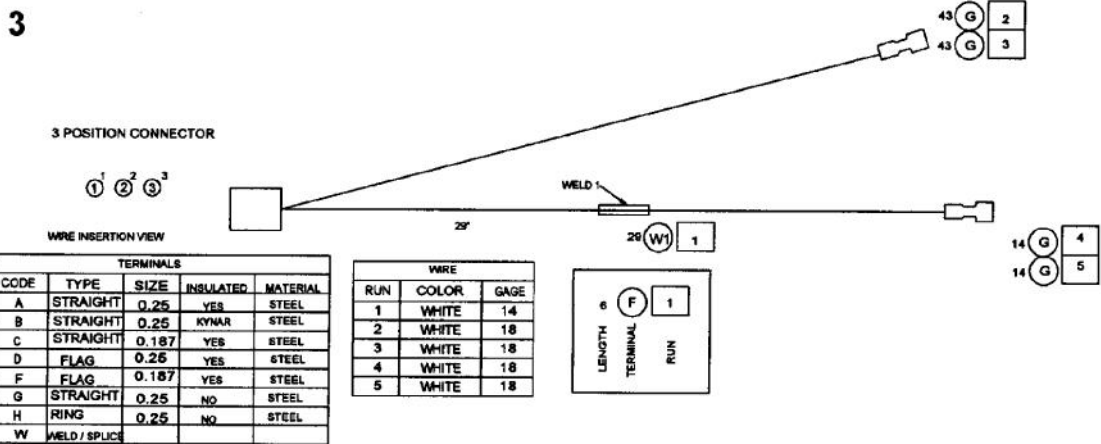 3
43 G 2
43 G 3
3 POSITION CONNECTOR
1 1 2 2 3 3
WELD 1
29"
29 W1 1
14 G 4
14 G 5
WIRE INSERTION VIEW
TERMINALS
CODE TYPE SIZE INSULATED MATERIAL
A STRAIGHT 0.25 YES STEEL
B STRAIGHT 0.25 KYNAR STEEL
C STRAIGHT 0.187 YES STEEL
D FLAG 0.25 YES STEEL
F FLAG 0.187 YES STEEL
G STRAIGHT 0.25 NO STEEL
H RING 0.25 NO STEEL
W WELD / SPLICE
WIRE
RUN COLOR GAGE
1 WHITE 14
2 WHITE 18
3 WHITE 18
4 WHITE 18
5 WHITE 18
6 F 1
LENGTH
TERMINAL
RUN